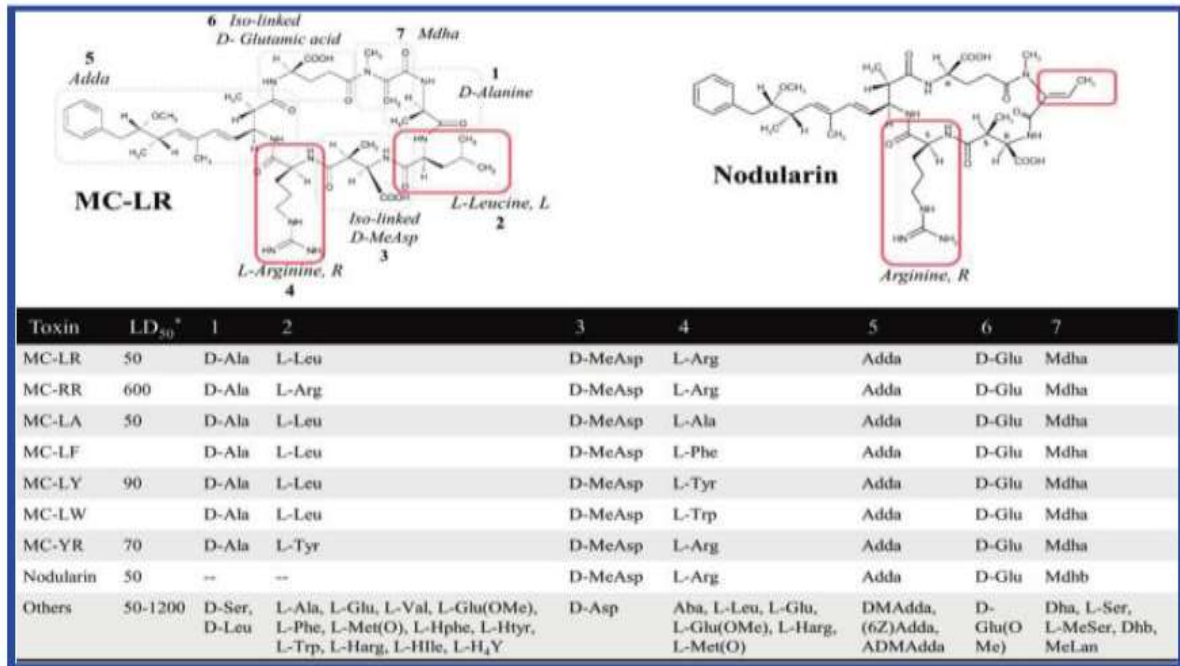 6 Iso-linked
D- Glutamic acid
7 Mdha
5
Adda
1
D-Alanine
MC-LR
L-Leucine, L
2
Iso-linked
D-MeAsp
3
L-Arginine, R
4
Nodularin
Arginine, R
Toxin LD50* 1 2 3 4 5 6 7
MC-LR 50 D-Ala L-Leu D-MeAsp L-Arg Adda D-Glu Mdha
MC-RR 600 D-Ala L-Arg D-MeAsp L-Arg Adda D-Glu Mdha
MC-LA 50 D-Ala L-Leu D-MeAsp L-Ala Adda D-Glu Mdha
MC-LF D-Ala L-Leu D-MeAsp L-Phe Adda D-Glu Mdha
MC-LY 90 D-Ala L-Leu D-MeAsp L-Tyr Adda D-Glu Mdha
MC-LW D-Ala L-Leu D-MeAsp L-Trp Adda D-Glu Mdha
MC-YR 70 D-Ala L-Tyr D-MeAsp L-Arg Adda D-Glu Mdha
Nodularin 50 -- -- D-MeAsp L-Arg Adda D-Glu Mdhb
Others 50-1200 D-Ser, L-Ala, L-Glu, L-Val, L-Glu(OMe), D-Asp Aba, L-Leu, L-Glu, DMAdda, D- Dha, L-Ser,
D-Leu L-Phe, L-Met(O), L-Hphe, L-Htyr, L-Glu(OMe), L-Harg, (6Z)Adda, Glu(O L-MeSer, Dhb,
L-Trp, L-Harg, L-HIle, L-H4Y L-Met(O) ADMAdda Me) MeLan